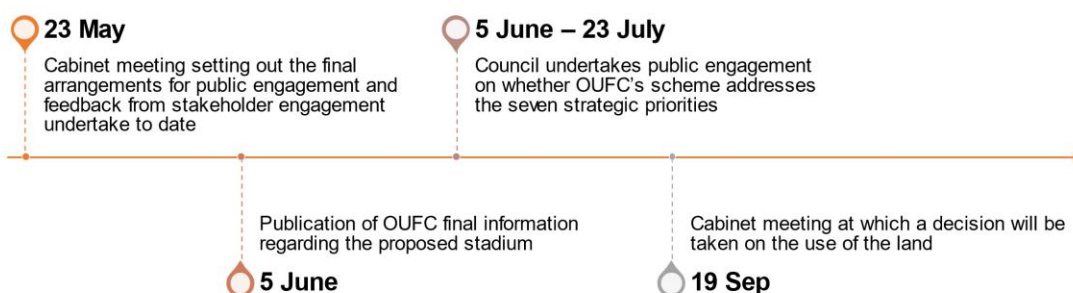 23 May
Cabinet meeting setting out the final
arrangements for public engagement and
feedback from stakeholder engagement
undertake to date
5 June – 23 July
Council undertakes public engagement
on whether OUFC's scheme addresses
the seven strategic priorities
Publication of OUFC final information
regarding the proposed stadium
5 June
Cabinet meeting at which a decision will be
taken on the use of the land
19 Sep